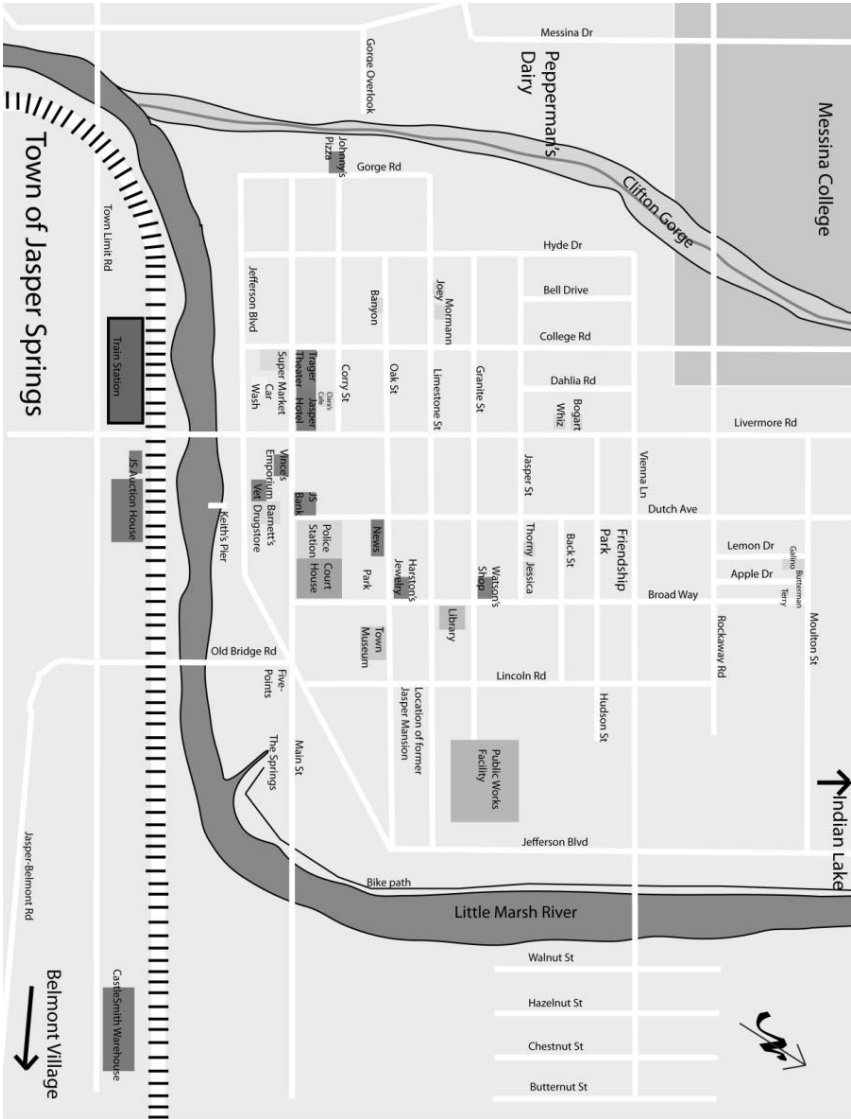 Messina Dr
Gorge Overlook
Pepperman's
Dairy
Messina College
Johnny's
Pizza
Gorge Rd
Clifton Gorge
Town of Jasper Springs
Town Limit Rd
Hyde Dr
Jefferson Blvd
Banyon
Joey
Mormann
Bell Drive
College Rd
Train Station
Super Market
Car
Wash
Trager
Theater
Jasper
Hotel
Clara's
Cafe
Corry St
Oak St
Limestone St
Granite St
Dahlia Rd
Bogart
Whiz
Livermore Rd
JS Auction House
Vince's
Emporium
Vet
Barnett's
Drugstore
JS
Bank
Jasper St
Vienna Ln
Dutch Ave
Keith's Pier
Police
Station
Court
House
News
Park
Harston's
Jewelry
Watson's
Shop
Thorny
Jessica
Back St
Friendship
Park
Lemon Dr
Galino
Butterman
Apple Dr
Terry
Broad Way
Library
Town
Museum
Rockaway Rd
Moulton St
Old Bridge Rd
Five-
Points
Lincoln Rd
Location of former
Jasper Mansion
Hudson St
The Springs
Main St
Public Works
Facility
Indian Lake
Jefferson Blvd
Jasper-Belmont Rd
Bike path
Little Marsh River
Walnut St
Hazelnut St
Chestnut St
Butternut St
CastleSmith Warehouse
Belmont Village
N